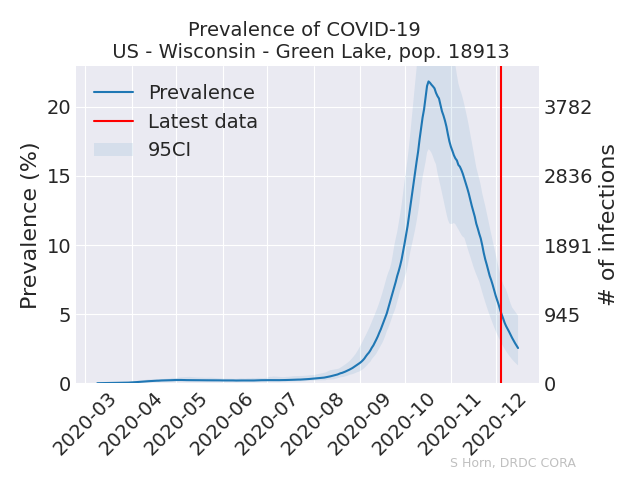 Prevalence of COVID-19
US - Wisconsin - Green Lake, pop. 18913
Prevalence
Latest data
95CI
Prevalence (%)
20
15
10
5
0
3782
2836
1891
945
0
# of infections
2020-03
2020-04
2020-05
2020-06
2020-07
2020-08
2020-09
2020-10
2020-11
2020-12
S Horn, DRDC CORA